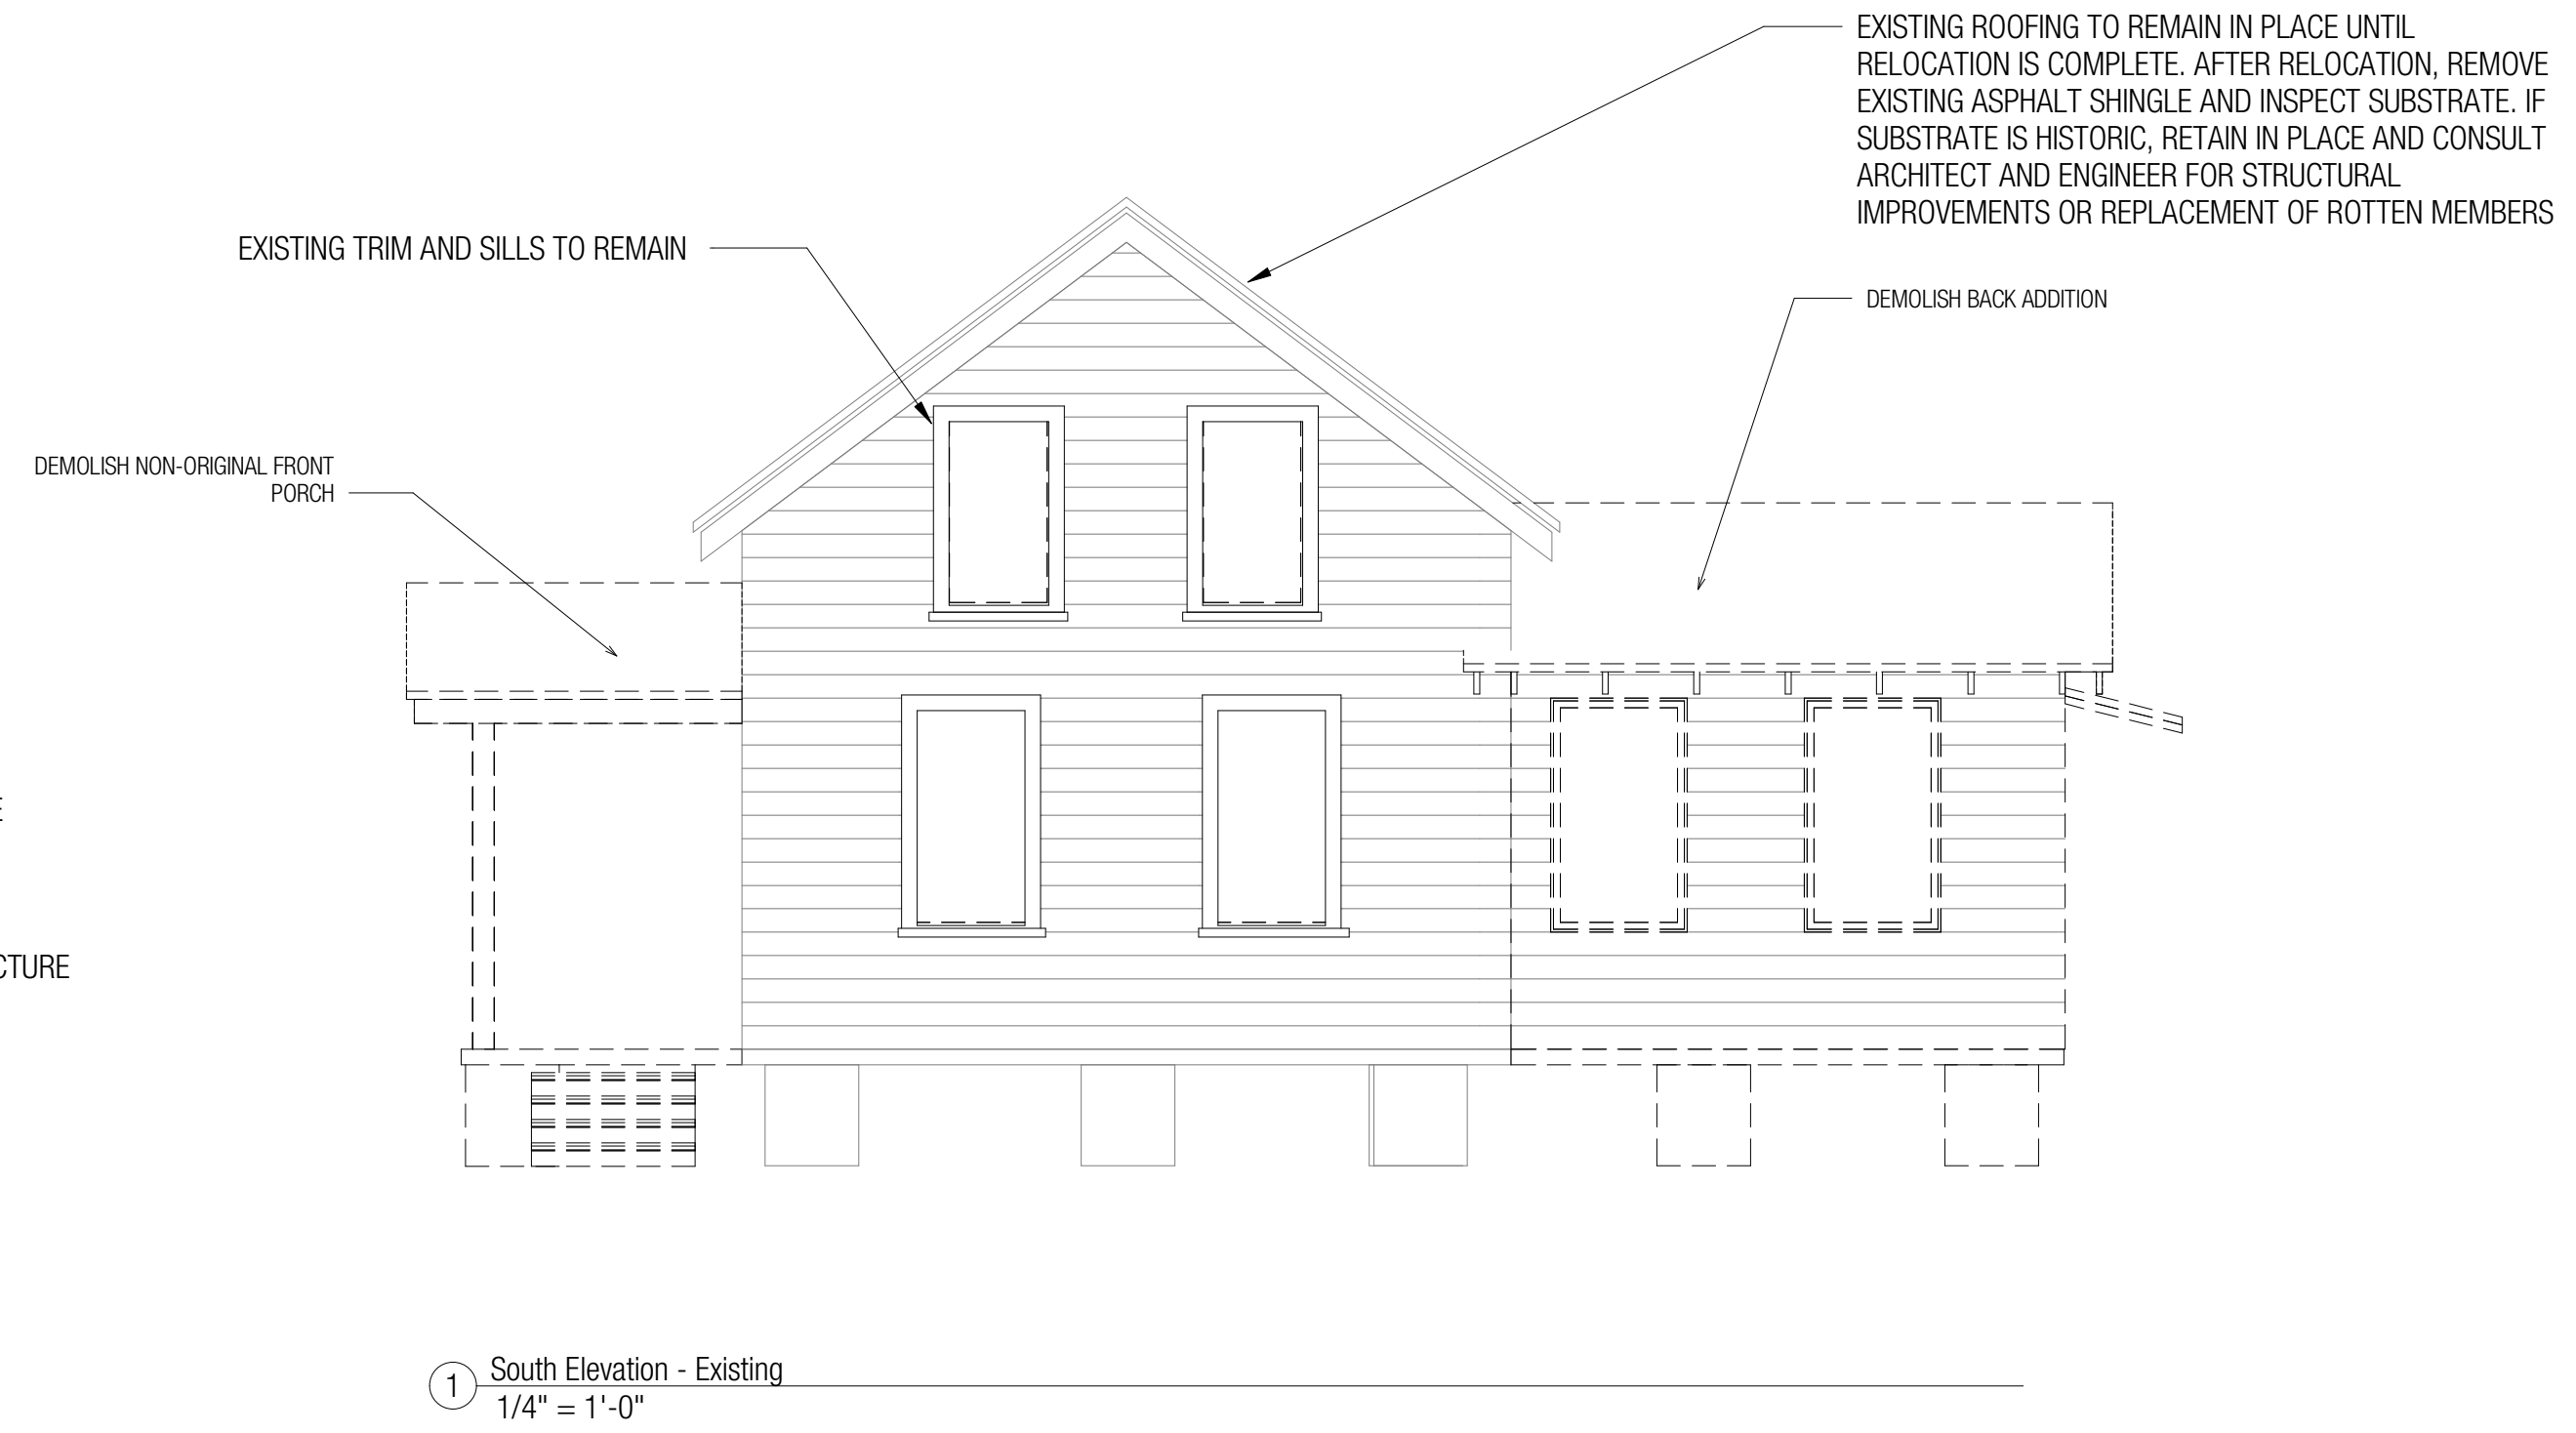 EXISTING ROOFING TO REMAIN IN PLACE UNTIL
RELOCATION IS COMPLETE. AFTER RELOCATION, REMOVE
EXISTING ASPHALT SHINGLE AND INSPECT SUBSTRATE. IF
SUBSTRATE IS HISTORIC, RETAIN IN PLACE AND CONSULT
ARCHITECT AND ENGINEER FOR STRUCTURAL
IMPROVEMENTS OR REPLACEMENT OF ROTTEN MEMBERS
EXISTING TRIM AND SILLS TO REMAIN
DEMOLISH BACK ADDITION
DEMOLISH NON-ORIGINAL FRONT
PORCH
CTURE
1
South Elevation - Existing
1/4" = 1'-0"